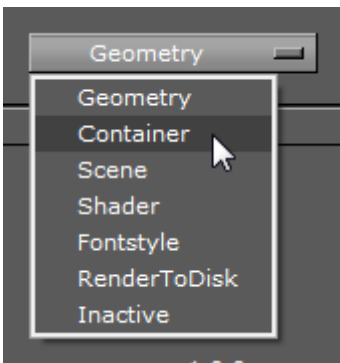 Geometry
Geometry
Container
Scene
Shader
Fontstyle
RenderToDisk
Inactive